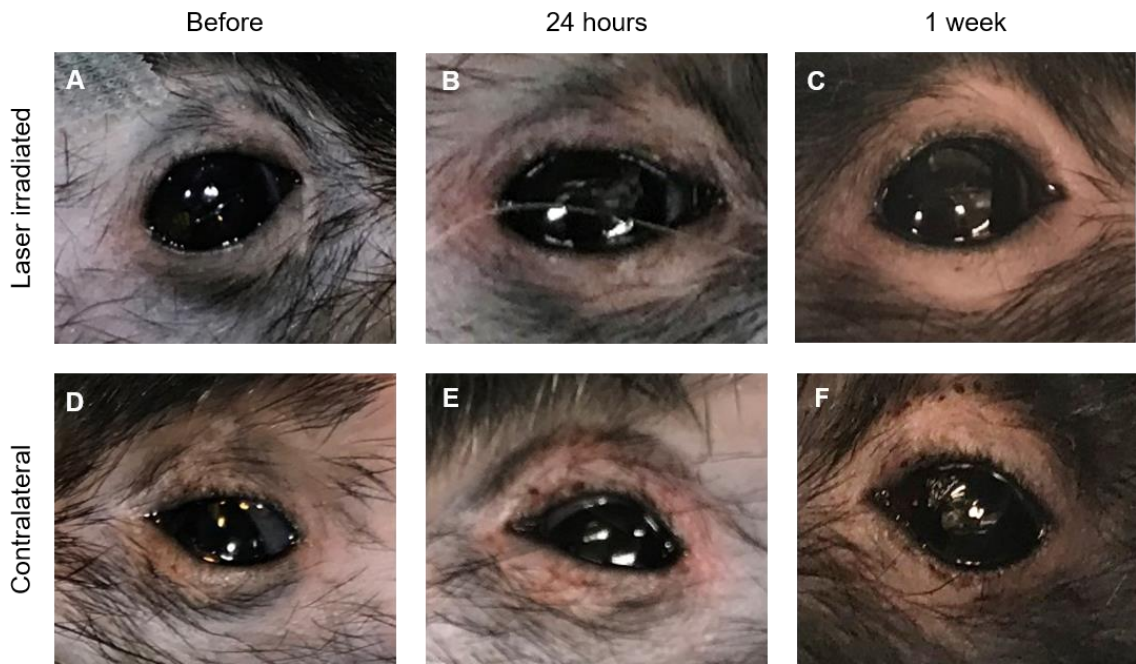 Before
24 hours
1 week
Laser irradiated
A
B
C
Contralateral
D
E
F